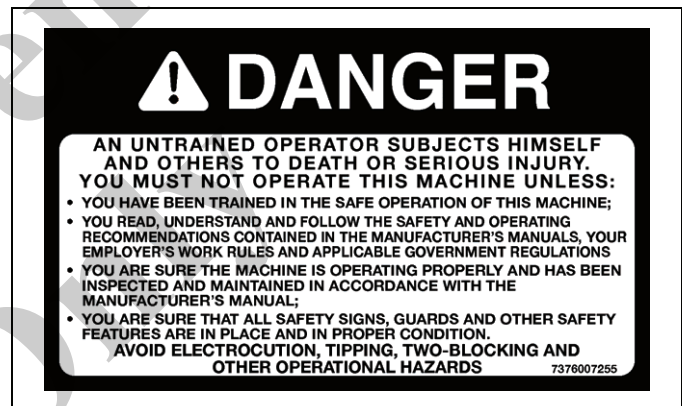 DANGER
AN UNTRAINED OPERATOR SUBJECTS HIMSELF
AND OTHERS TO DEATH OR SERIOUS INJURY.
YOU MUST NOT OPERATE THIS MACHINE UNLESS:
• YOU HAVE BEEN TRAINED IN THE SAFE OPERATION OF THIS MACHINE;
• YOU READ, UNDERSTAND AND FOLLOW THE SAFETY AND OPERATING
RECOMMENDATIONS CONTAINED IN THE MANUFACTURER'S MANUALS, YOUR
EMPLOYER'S WORK RULES AND APPLICABLE GOVERNMENT REGULATIONS
• YOU ARE SURE THE MACHINE IS OPERATING PROPERLY AND HAS BEEN
INSPECTED AND MAINTAINED IN ACCORDANCE WITH THE
MANUFACTURER'S MANUAL;
• YOU ARE SURE THAT ALL SAFETY SIGNS, GUARDS AND OTHER SAFETY
FEATURES ARE IN PLACE AND IN PROPER CONDITION.
AVOID ELECTROCUTION, TIPPING, TWO-BLOCKING AND
OTHER OPERATIONAL HAZARDS 7376007255